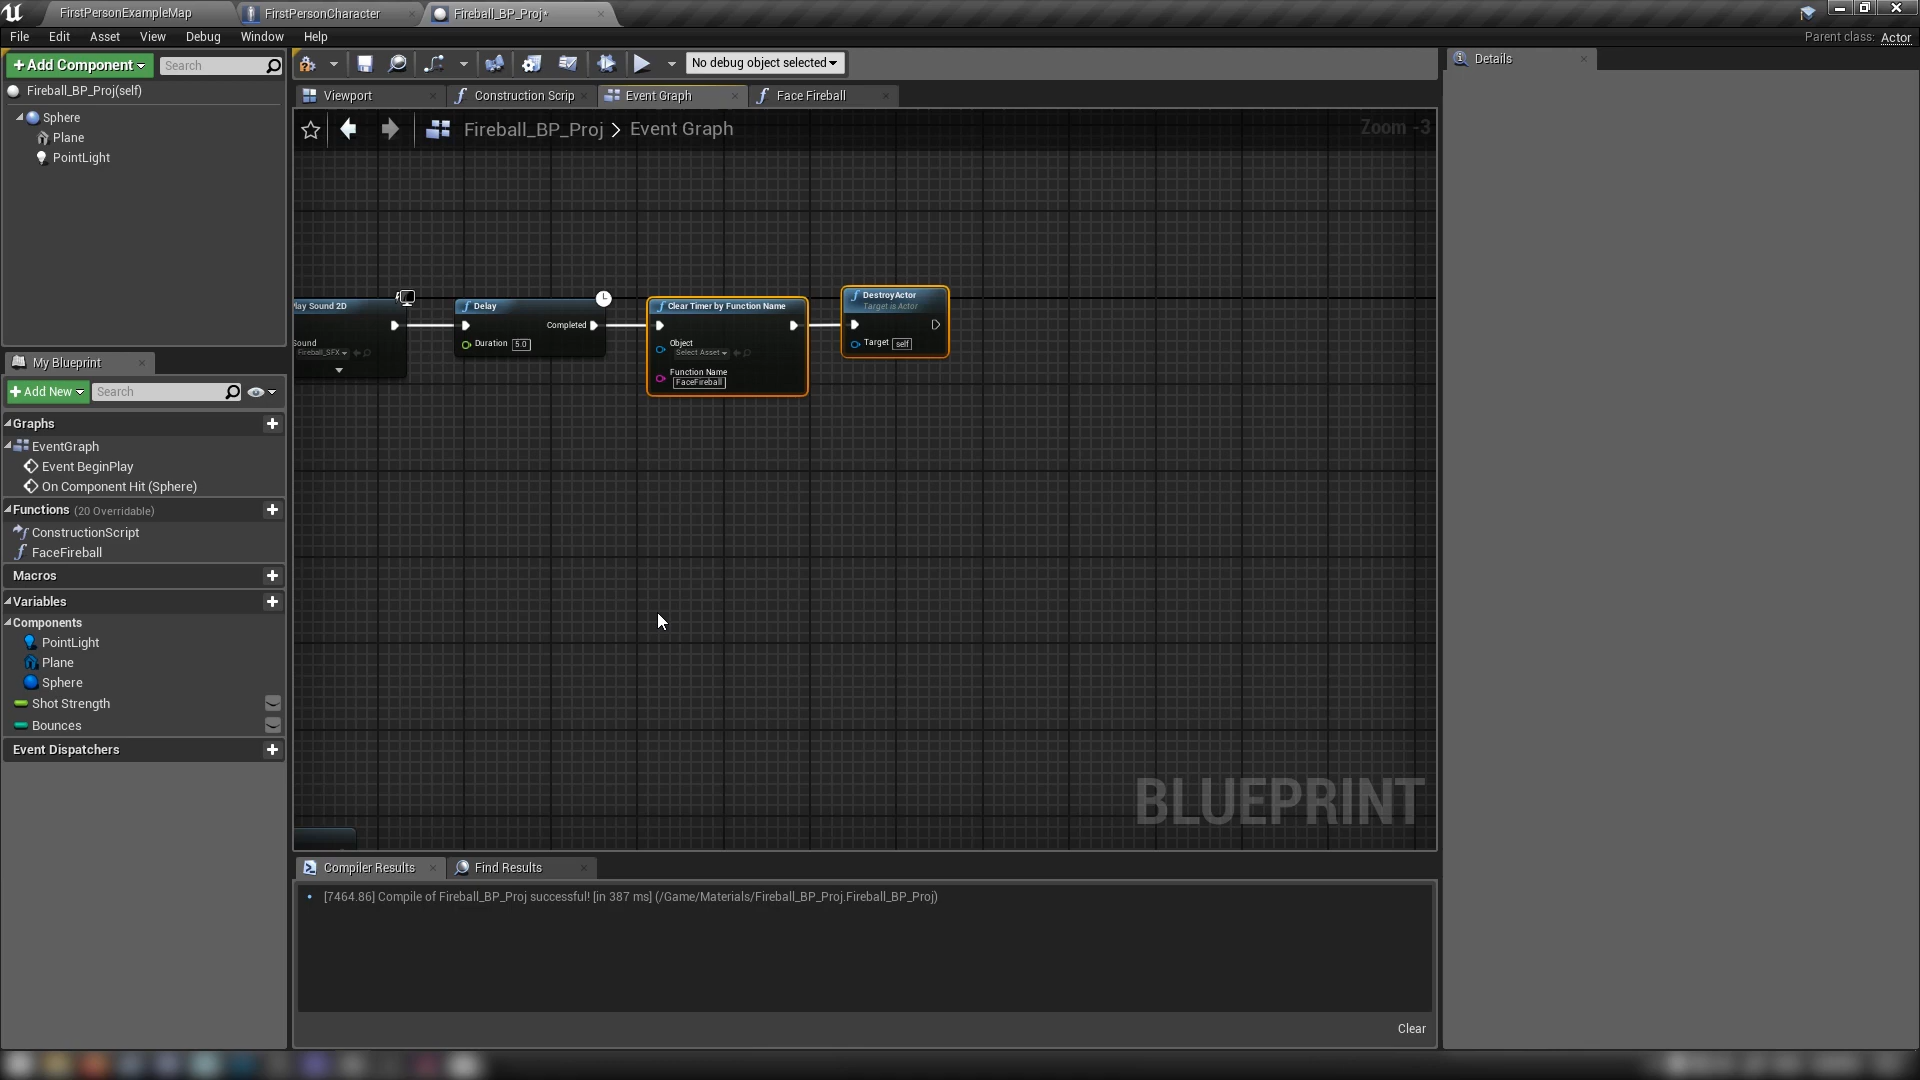 FirstPersonExampleMap
FirstPersonCharacter
Fireball_BP_Proj*
File Edit Asset View Debug Window Help
Parent class: Actor
Add Component
Search
No debug object selected
Details
Fireball_BP_Proj(self)
Sphere
Plane
PointLight
Viewport
Construction Scrip
Event Graph
Face Fireball
Fireball_BP_Proj > Event Graph
Zoom -3
lay Sound 2D
Sound
Fireball_SFX
Delay
Completed
Duration 5.0
Clear Timer by Function Name
Object
Select Asset
Function Name
FaceFireball
DestroyActor
Target is Actor
Target self
My Blueprint
Add New
Search
Graphs
EventGraph
Event BeginPlay
On Component Hit (Sphere)
Functions (20 Overridable)
ConstructionScript
FaceFireball
Macros
Variables
Components
PointLight
Plane
Sphere
Shot Strength
Bounces
Event Dispatchers
BLUEPRINT
Compiler Results
Find Results
[7464.86] Compile of Fireball_BP_Proj successful! [in 387 ms] (/Game/Materials/Fireball_BP_Proj.Fireball_BP_Proj)
Clear